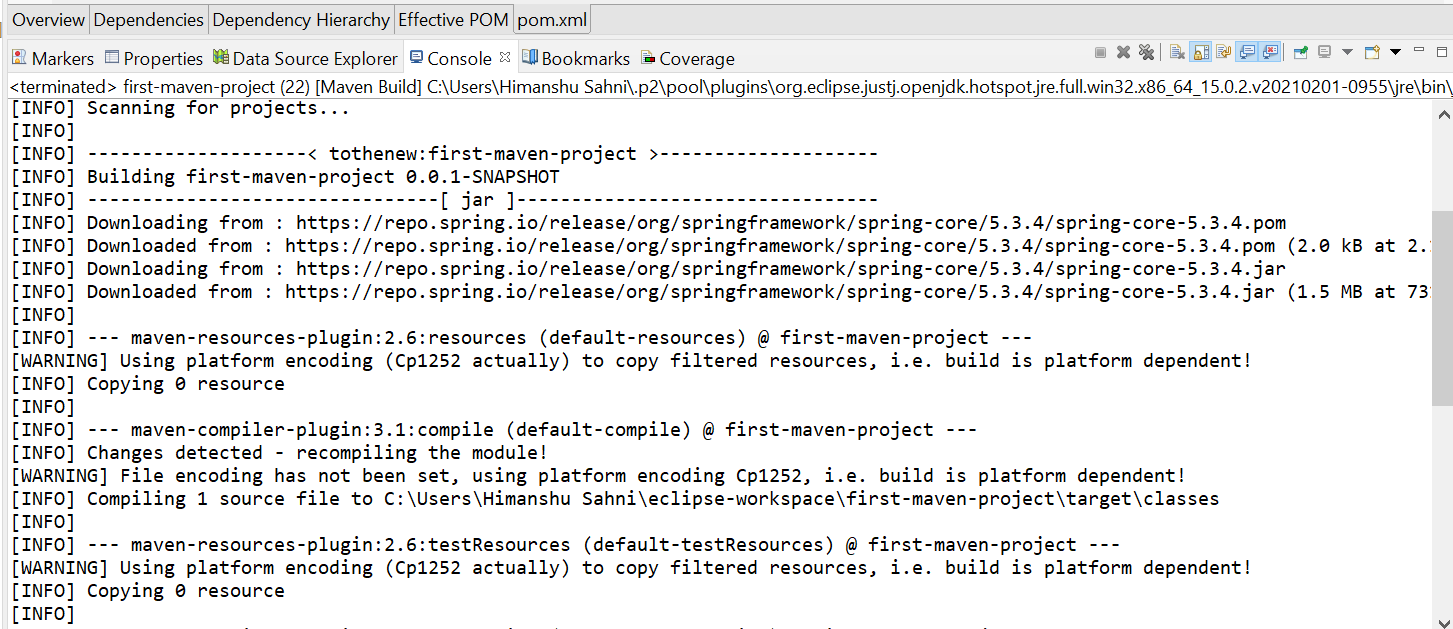 Overview Dependencies Dependency Hierarchy Effective POM pom.xml
Markers Properties Data Source Explorer Console Bookmarks Coverage
<terminated> first-maven-project (22) [Maven Build] C:\Users\Himanshu Sahni\.p2\pool\plugins\org.eclipse.justj.openjdk.hotspot.jre.full.win32.x86_64_15.0.2.v20210201-0955\jre\bin\
[INFO] Scanning for projects...
[INFO]
[INFO] --------------------< tothenew:first-maven-project >--------------------
[INFO] Building first-maven-project 0.0.1-SNAPSHOT
[INFO] --------------------------------[ jar ]---------------------------------
[INFO] Downloading from : https://repo.spring.io/release/org/springframework/spring-core/5.3.4/spring-core-5.3.4.pom
[INFO] Downloaded from : https://repo.spring.io/release/org/springframework/spring-core/5.3.4/spring-core-5.3.4.pom (2.0 kB at 2.
[INFO] Downloading from : https://repo.spring.io/release/org/springframework/spring-core/5.3.4/spring-core-5.3.4.jar
[INFO] Downloaded from : https://repo.spring.io/release/org/springframework/spring-core/5.3.4/spring-core-5.3.4.jar (1.5 MB at 73
[INFO]
[INFO] --- maven-resources-plugin:2.6:resources (default-resources) @ first-maven-project ---
[WARNING] Using platform encoding (Cp1252 actually) to copy filtered resources, i.e. build is platform dependent!
[INFO] Copying 0 resource
[INFO]
[INFO] --- maven-compiler-plugin:3.1:compile (default-compile) @ first-maven-project ---
[INFO] Changes detected - recompiling the module!
[WARNING] File encoding has not been set, using platform encoding Cp1252, i.e. build is platform dependent!
[INFO] Compiling 1 source file to C:\Users\Himanshu Sahni\eclipse-workspace\first-maven-project\target\classes
[INFO]
[INFO] --- maven-resources-plugin:2.6:testResources (default-testResources) @ first-maven-project ---
[WARNING] Using platform encoding (Cp1252 actually) to copy filtered resources, i.e. build is platform dependent!
[INFO] Copying 0 resource
[INFO]